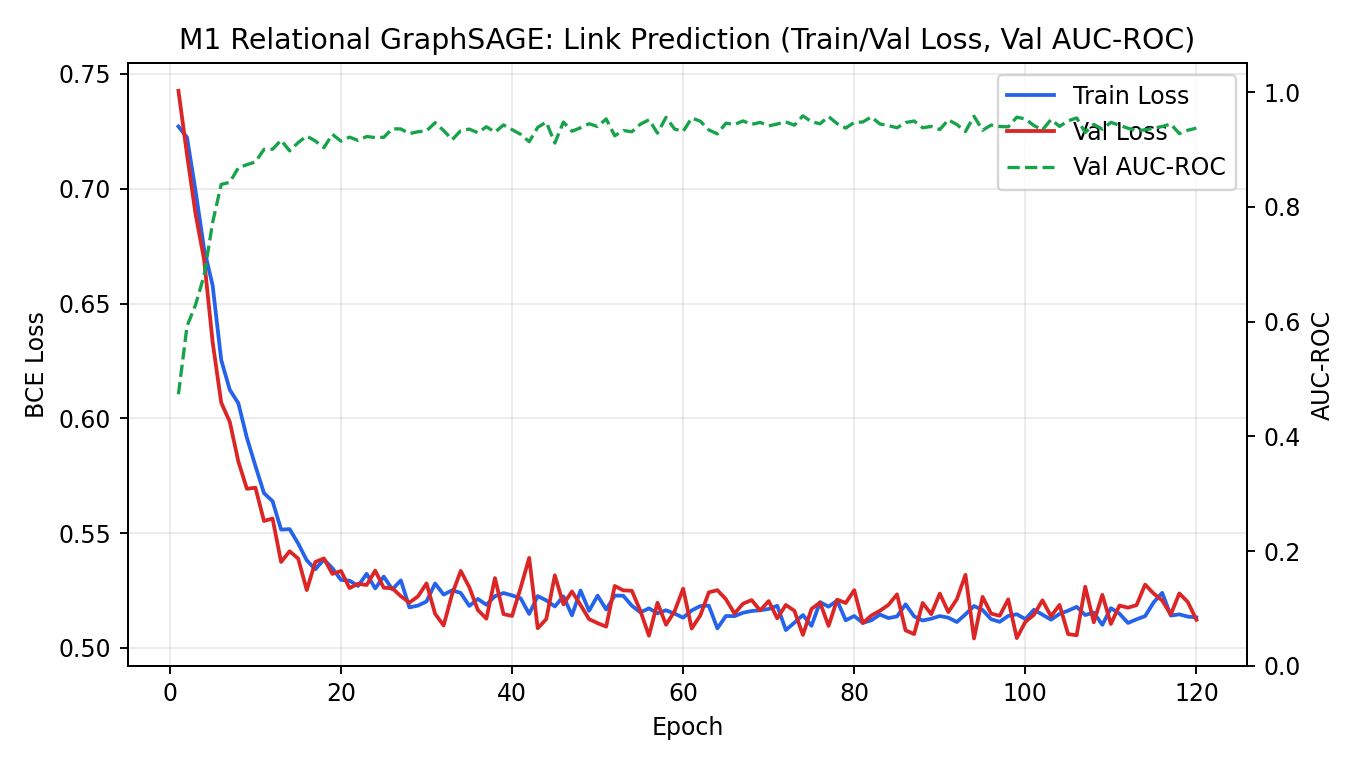 M1 Relational GraphSAGE: Link Prediction (Train/Val Loss, Val AUC-ROC)
Train Loss
Val Loss
Val AUC-ROC
BCE Loss
0.75
0.70
0.65
0.60
0.55
0.50
AUC-ROC
1.0
0.8
0.6
0.4
0.2
0.0
0 20 40 60 80 100 120
Epoch